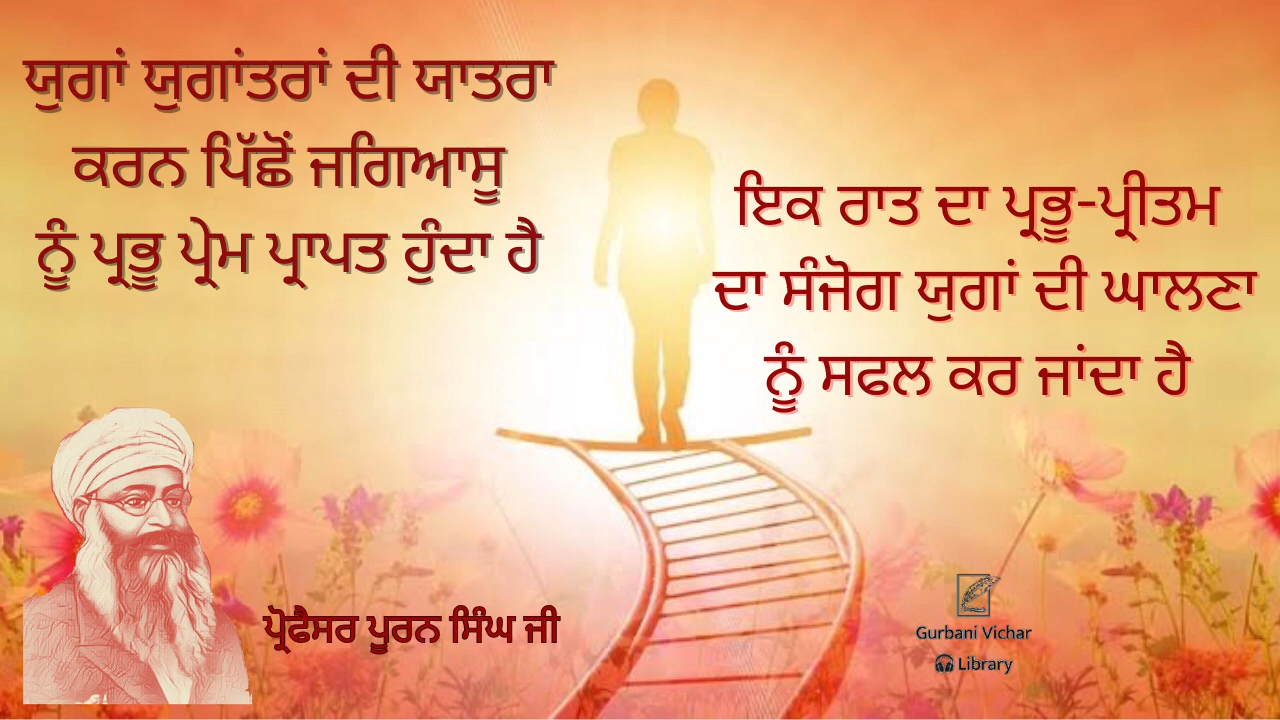 ਯੁਗਾਂ ਯੁਗਾਂਤਰਾਂ ਦੀ ਯਾਤਰਾ
ਕਰਨ ਪਿੱਛੋਂ ਜਗਿਆਸੂ
ਨੂੰ ਪ੍ਰਭੂ ਪ੍ਰੇਮ ਪ੍ਰਾਪਤ ਹੁੰਦਾ ਹੈ
ਇਕ ਰਾਤ ਦਾ ਪ੍ਰਭੂ-ਪ੍ਰੀਤਮ
ਦਾ ਸੰਜੋਗ ਯੁਗਾਂ ਦੀ ਘਾਲਣਾ
ਨੂੰ ਸਫਲ ਕਰ ਜਾਂਦਾ ਹੈ
ਪ੍ਰੋਫੈਸਰ ਪੂਰਨ ਸਿੰਘ ਜੀ
Gurbani Vichar
Library